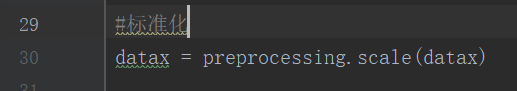 29 #标准化
30 datax = preprocessing.scale(datax)